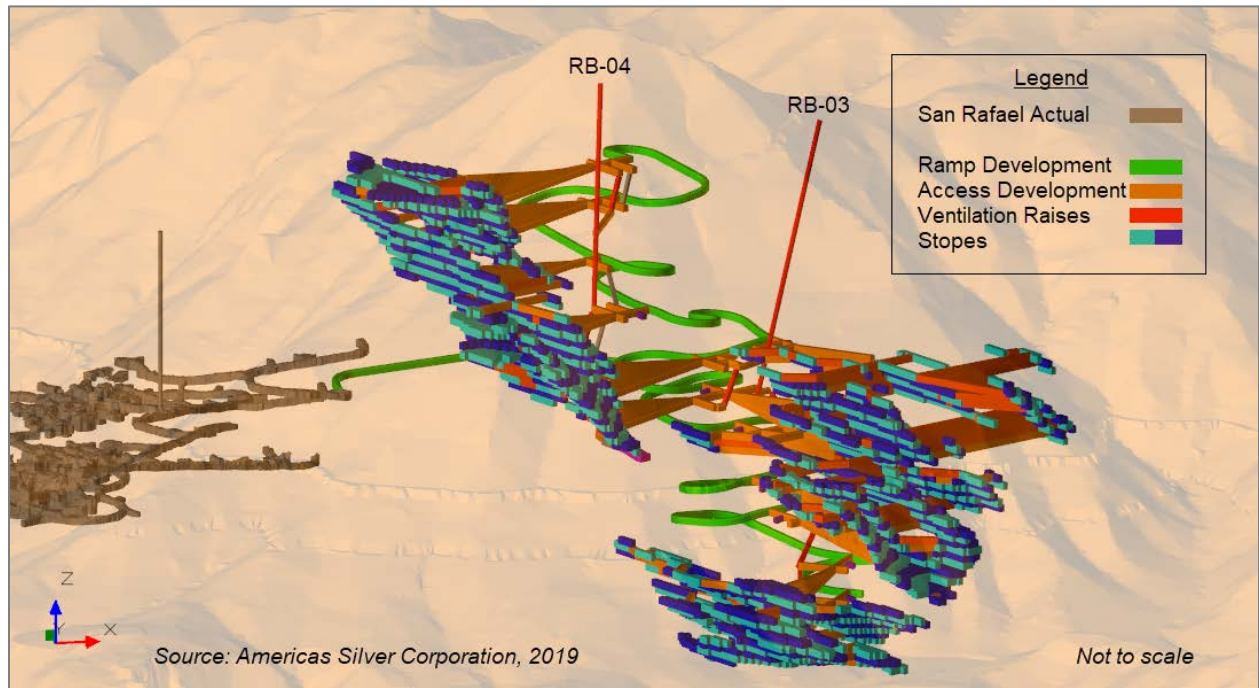 RB-04
RB-03
Legend
San Rafael Actual
Ramp Development
Access Development
Ventilation Raises
Stopes
Z
Y
X
Source: Americas Silver Corporation, 2019
Not to scale